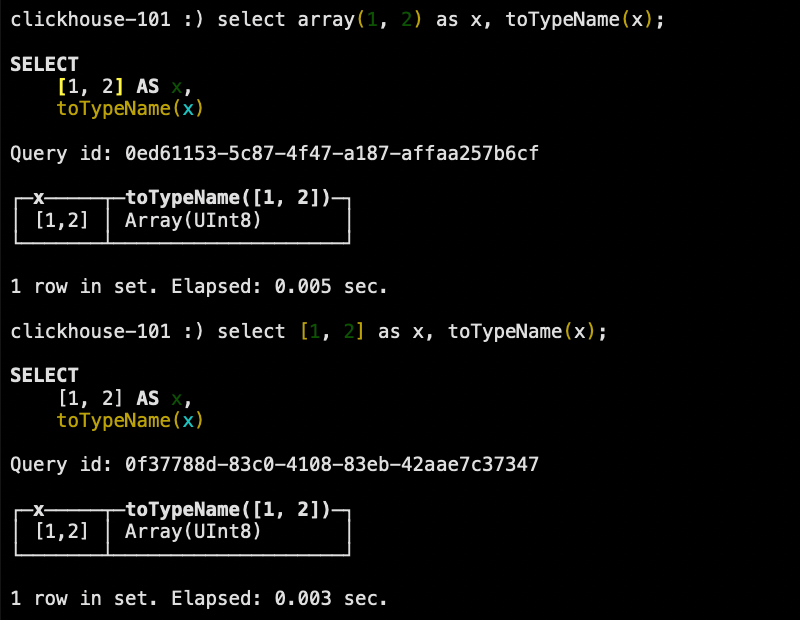 clickhouse-101 :) select array(1, 2) as x, toTypeName(x);
SELECT
[1, 2] AS x,
toTypeName(x)
Query id: 0ed61153-5c87-4f47-a187-affaa257b6cf
x toTypeName([1, 2])
[1,2] Array(UInt8)
1 row in set. Elapsed: 0.005 sec.
clickhouse-101 :) select [1, 2] as x, toTypeName(x);
SELECT
[1, 2] AS x,
toTypeName(x)
Query id: 0f37788d-83c0-4108-83eb-42aae7c37347
x toTypeName([1, 2])
[1,2] Array(UInt8)
1 row in set. Elapsed: 0.003 sec.